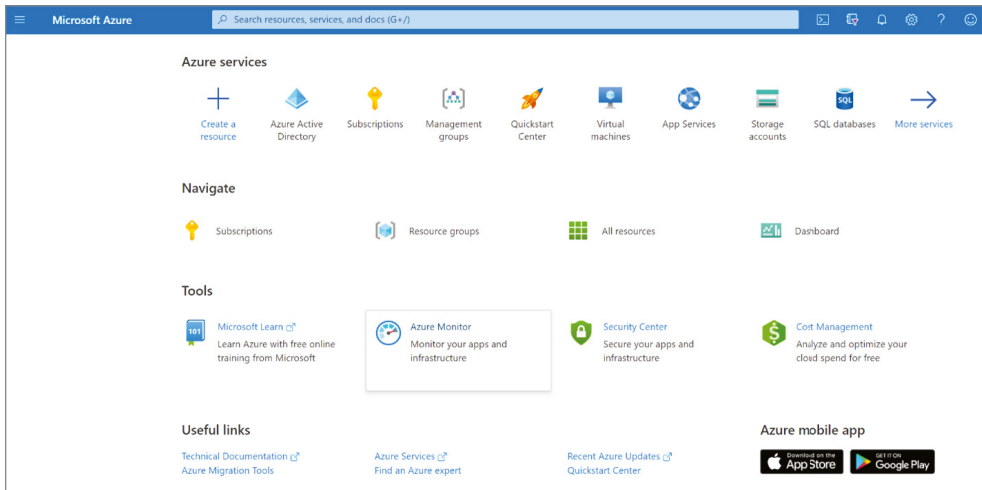 Microsoft Azure
Search resources, services, and docs (G+/)
Azure services
Create a
resource
Azure Active
Directory
Subscriptions
Management
groups
Quickstart
Center
Virtual
machines
App Services
Storage
accounts
SQL
SQL databases
More services
Navigate
Subscriptions
Resource groups
All resources
Dashboard
Tools
101
Microsoft Learn
Learn Azure with free online
training from Microsoft
Azure Monitor
Monitor your apps and
infrastructure
Security Center
Secure your apps and
infrastructure
$
Cost Management
Analyze and optimize your
cloud spend for free
Useful links
Technical Documentation
Azure Migration Tools
Azure Services
Find an Azure expert
Recent Azure Updates
Quickstart Center
Azure mobile app
Download on the
App Store
GET IT ON
Google Play